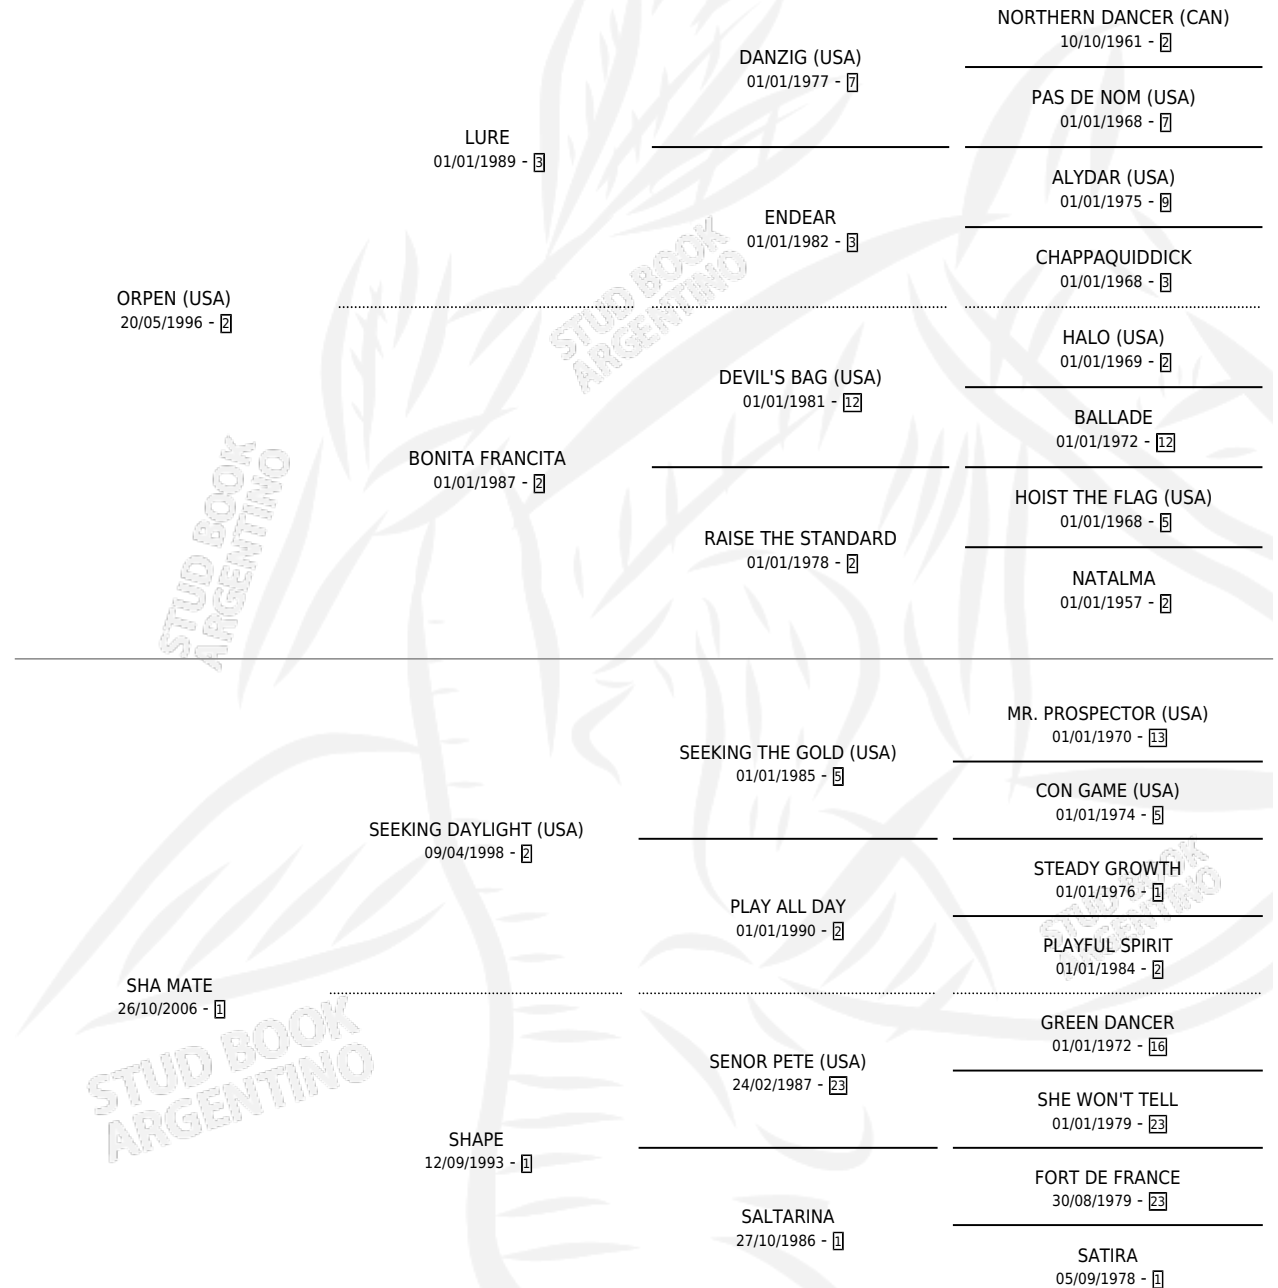 NORTHERN DANCER (CAN)
10/10/1961 - 2
DANZIG (USA)
01/01/1977 - 7
PAS DE NOM (USA)
01/01/1968 - 7
LURE
01/01/1989 - 3
ALYDAR (USA)
01/01/1975 - 9
ENDEAR
01/01/1982 - 3
CHAPPAQUIDDICK
01/01/1968 - 3
ORPEN (USA)
20/05/1996 - 2
HALO (USA)
01/01/1969 - 2
DEVIL'S BAG (USA)
01/01/1981 - 12
BALLADE
01/01/1972 - 12
BONITA FRANCITA
01/01/1987 - 2
HOIST THE FLAG (USA)
01/01/1968 - 5
RAISE THE STANDARD
01/01/1978 - 2
NATALMA
01/01/1957 - 2
MR. PROSPECTOR (USA)
01/01/1970 - 13
SEEKING THE GOLD (USA)
01/01/1985 - 5
CON GAME (USA)
01/01/1974 - 5
SEEKING DAYLIGHT (USA)
09/04/1998 - 2
STEADY GROWTH
01/01/1976 - 1
PLAY ALL DAY
01/01/1990 - 2
PLAYFUL SPIRIT
01/01/1984 - 2
SHA MATE
26/10/2006 - 1
GREEN DANCER
01/01/1972 - 16
SENOR PETE (USA)
24/02/1987 - 23
SHE WON'T TELL
01/01/1979 - 23
SHAPE
12/09/1993 - 1
FORT DE FRANCE
30/08/1979 - 23
SALTARINA
27/10/1986 - 1
SATIRA
05/09/1978 - 1
STUD BOOK
ARGENTINO
STUD BOOK
ARGENTINO
STUD BOOK
ARGENTINO
STUD BOOK
ARGENTINO